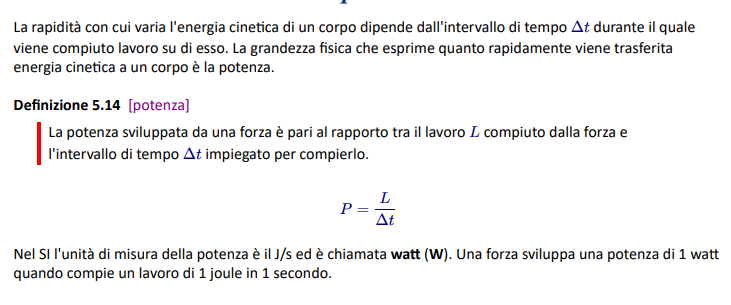 La rapidità con cui varia l'energia cinetica di un corpo dipende dall'intervallo di tempo Δt durante il quale
viene compiuto lavoro su di esso. La grandezza fisica che esprime quanto rapidamente viene trasferita
energia cinetica a un corpo è la potenza.
Definizione 5.14 [potenza]
La potenza sviluppata da una forza è pari al rapporto tra il lavoro L compiuto dalla forza e
l'intervallo di tempo Δt impiegato per compierlo.
P = L / Δt
Nel SI l'unità di misura della potenza è il J/s ed è chiamata watt (W). Una forza sviluppa una potenza di 1 watt
quando compie un lavoro di 1 joule in 1 secondo.